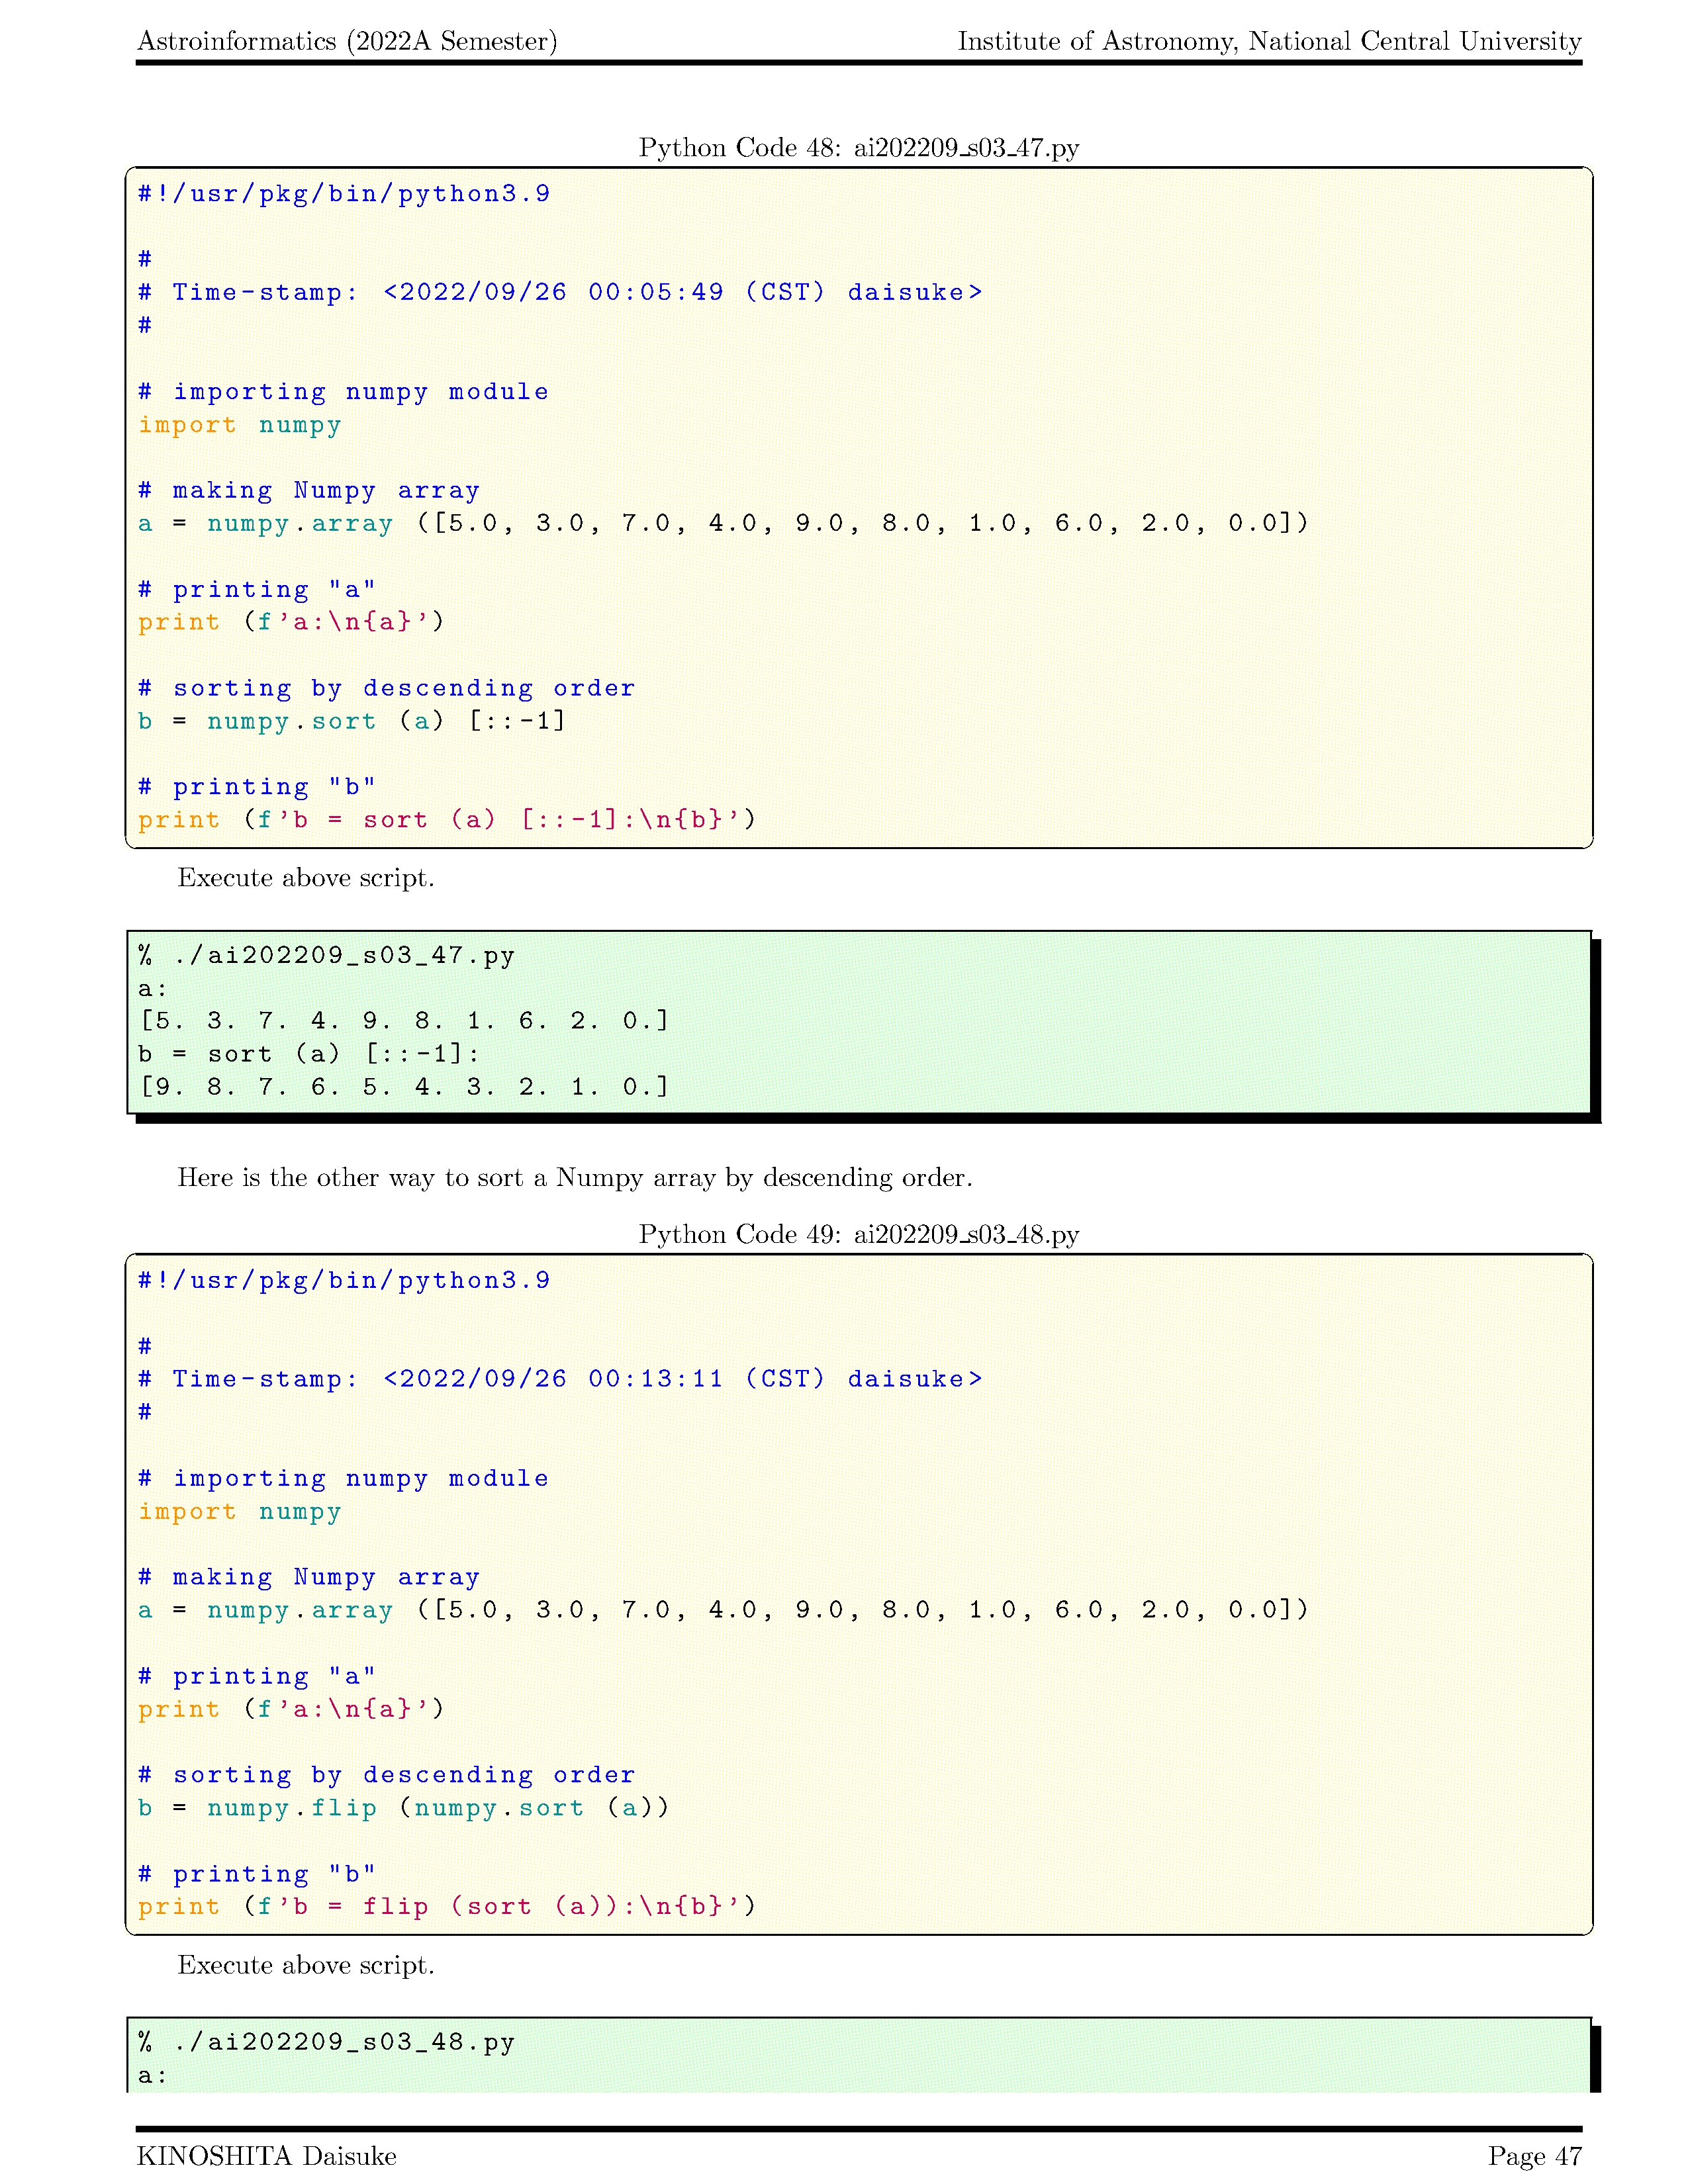 Astroinformatics (2022A Semester) Institute of Astronomy, National Central University
Python Code 48: ai202209_s03_47.py
#!/usr/pkg/bin/python3.9
#
# Time-stamp: <2022/09/26 00:05:49 (CST) daisuke>
#
# importing numpy module
import numpy
# making Numpy array
a = numpy.array ([5.0, 3.0, 7.0, 4.0, 9.0, 8.0, 1.0, 6.0, 2.0, 0.0])
# printing "a"
print (f'a:\n{a}')
# sorting by descending order
b = numpy.sort (a) [::-1]
# printing "b"
print (f'b = sort (a) [::-1]:\n{b}')
Execute above script.
% ./ai202209_s03_47.py
a:
[5. 3. 7. 4. 9. 8. 1. 6. 2. 0.]
b = sort (a) [::-1]:
[9. 8. 7. 6. 5. 4. 3. 2. 1. 0.]
Here is the other way to sort a Numpy array by descending order.
Python Code 49: ai202209_s03_48.py
#!/usr/pkg/bin/python3.9
#
# Time-stamp: <2022/09/26 00:13:11 (CST) daisuke>
#
# importing numpy module
import numpy
# making Numpy array
a = numpy.array ([5.0, 3.0, 7.0, 4.0, 9.0, 8.0, 1.0, 6.0, 2.0, 0.0])
# printing "a"
print (f'a:\n{a}')
# sorting by descending order
b = numpy.flip (numpy.sort (a))
# printing "b"
print (f'b = flip (sort (a)):\n{b}')
Execute above script.
% ./ai202209_s03_48.py
a:
KINOSHITA Daisuke Page 47